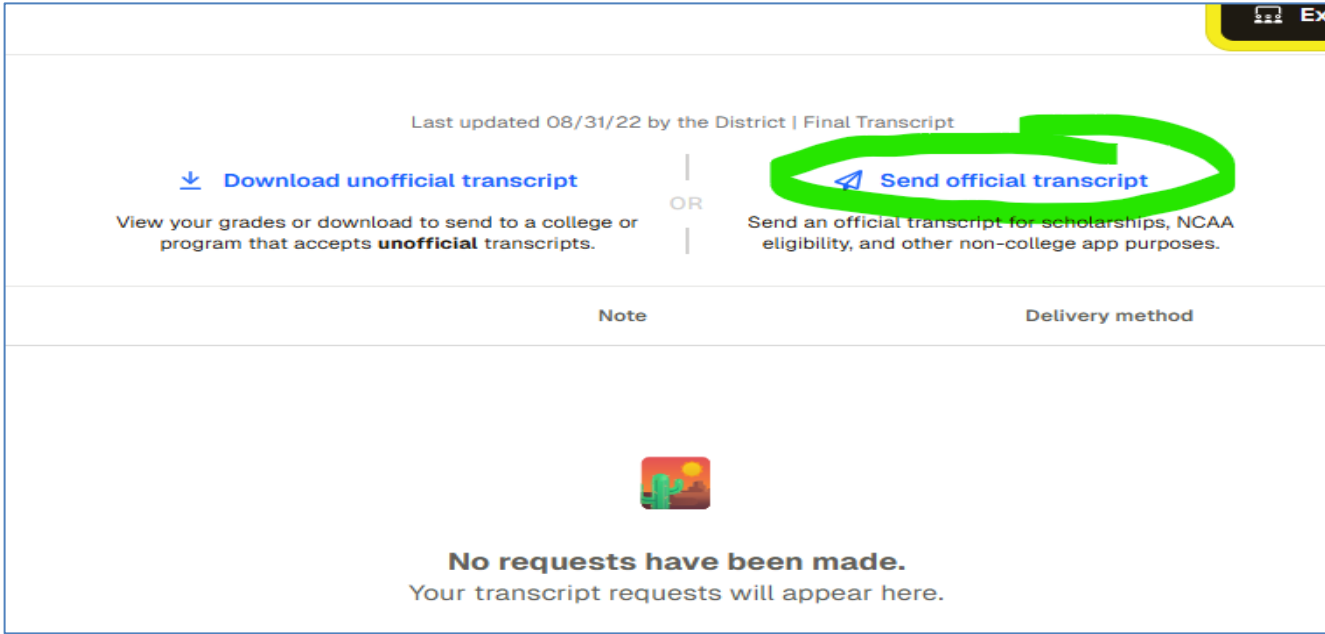 Ex
Last updated 08/31/22 by the District | Final Transcript
Download unofficial transcript
View your grades or download to send to a college or
program that accepts unofficial transcripts.
OR
Send official transcript
Send an official transcript for scholarships, NCAA
eligibility, and other non-college app purposes.
Note
Delivery method
No requests have been made.
Your transcript requests will appear here.